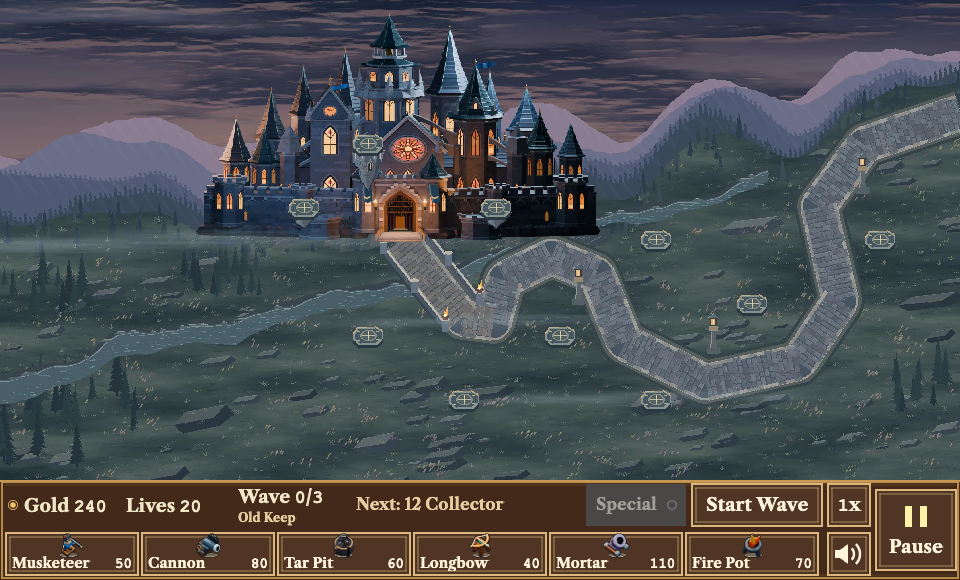 Gold 240 Lives 20 Wave 0/3 Next: 12 Collector Special Start Wave 1x
Old Keep
Pause
Musketeer 50 Cannon 80 Tar Pit 60 Longbow 40 Mortar 110 Fire Pot 70